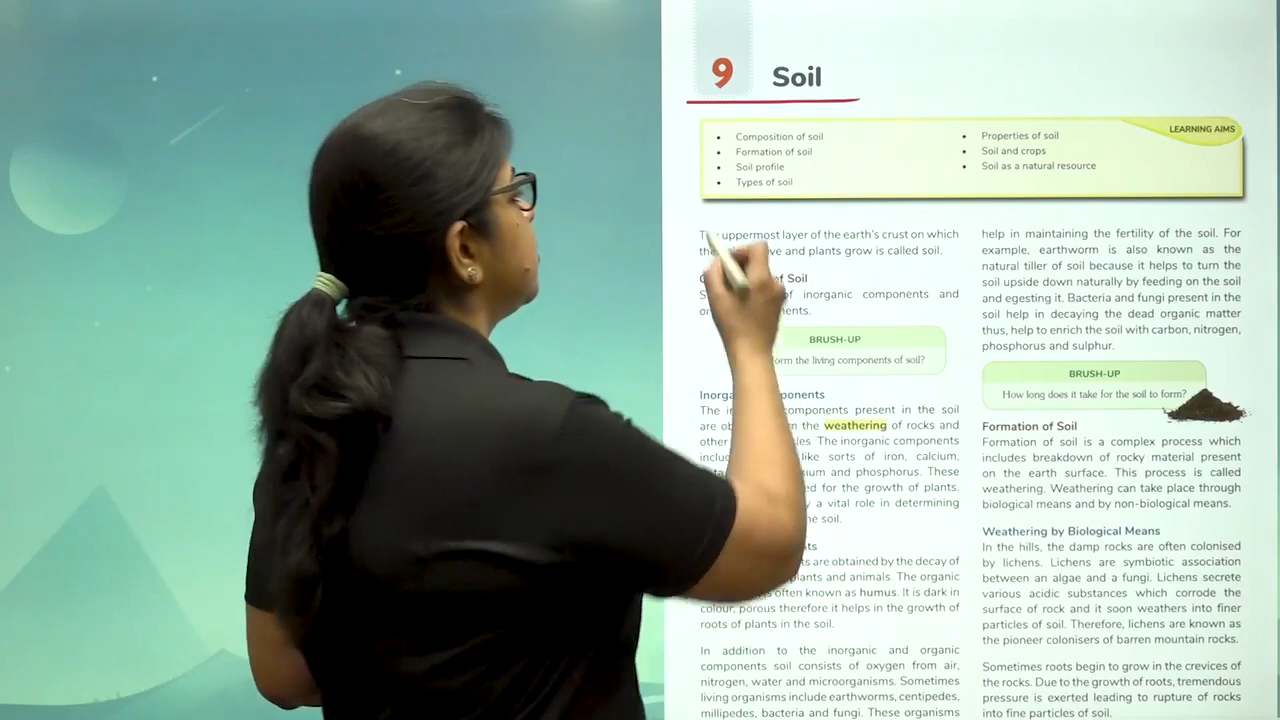 9 Soil
LEARNING AIMS
• Composition of soil
• Formation of soil
• Soil profile
• Types of soil
• Properties of soil
• Soil and crops
• Soil as a natural resource
uppermost layer of the earth's crust on which
and plants grow is called soil.
of Soil
of inorganic components and
BRUSH-UP
form the living components of soil?
The components present in the soil
are the weathering of rocks and
other The inorganic components
like sorts of iron, calcium,
and phosphorus. These
for the growth of plants.
a vital role in determining
soil.
are obtained by the decay of
plants and animals. The organic
often known as humus. It is dark in
colour, porous therefore it helps in the growth of
roots of plants in the soil.
In addition to the inorganic and organic
components soil consists of oxygen from air,
nitrogen, water and microorganisms. Sometimes
living organisms include earthworms, centipedes,
millipedes, bacteria and fungi. These organisms
help in maintaining the fertility of the soil. For
example, earthworm is also known as the
natural tiller of soil because it helps to turn the
soil upside down naturally by feeding on the soil
and egesting it. Bacteria and fungi present in the
soil help in decaying the dead organic matter
thus, help to enrich the soil with carbon, nitrogen,
phosphorus and sulphur.
BRUSH-UP
How long does it take for the soil to form?
Formation of Soil
Formation of soil is a complex process which
includes breakdown of rocky material present
on the earth surface. This process is called
weathering. Weathering can take place through
biological means and by non-biological means.
Weathering by Biological Means
In the hills, the damp rocks are often colonised
by lichens. Lichens are symbiotic association
between an algae and a fungi. Lichens secrete
various acidic substances which corrode the
surface of rock and it soon weathers into finer
particles of soil. Therefore, lichens are known as
the pioneer colonisers of barren mountain rocks.
Sometimes roots begin to grow in the crevices of
the rocks. Due to the growth of roots, tremendous
pressure is exerted leading to rupture of rocks
into fine particles of soil.